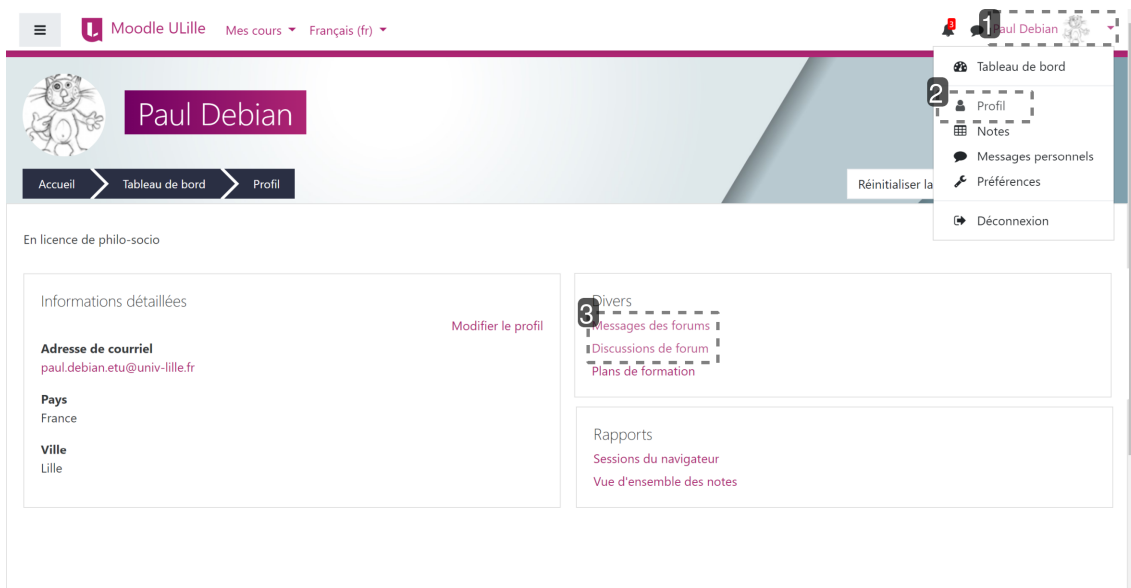 Moodle ULille Mes cours Français (fr) 3 1 Paul Debian
Tableau de bord
2 Profil
Notes
Messages personnels
Préférences
Déconnexion
Paul Debian
Accueil Tableau de bord Profil
Réinitialiser la
En licence de philo-socio
Informations détaillées
Modifier le profil
Adresse de courriel
paul.debian.etu@univ-lille.fr
Pays
France
Ville
Lille
Divers
3 Messages des forums
Discussions de forum
Plans de formation
Rapports
Sessions du navigateur
Vue d'ensemble des notes